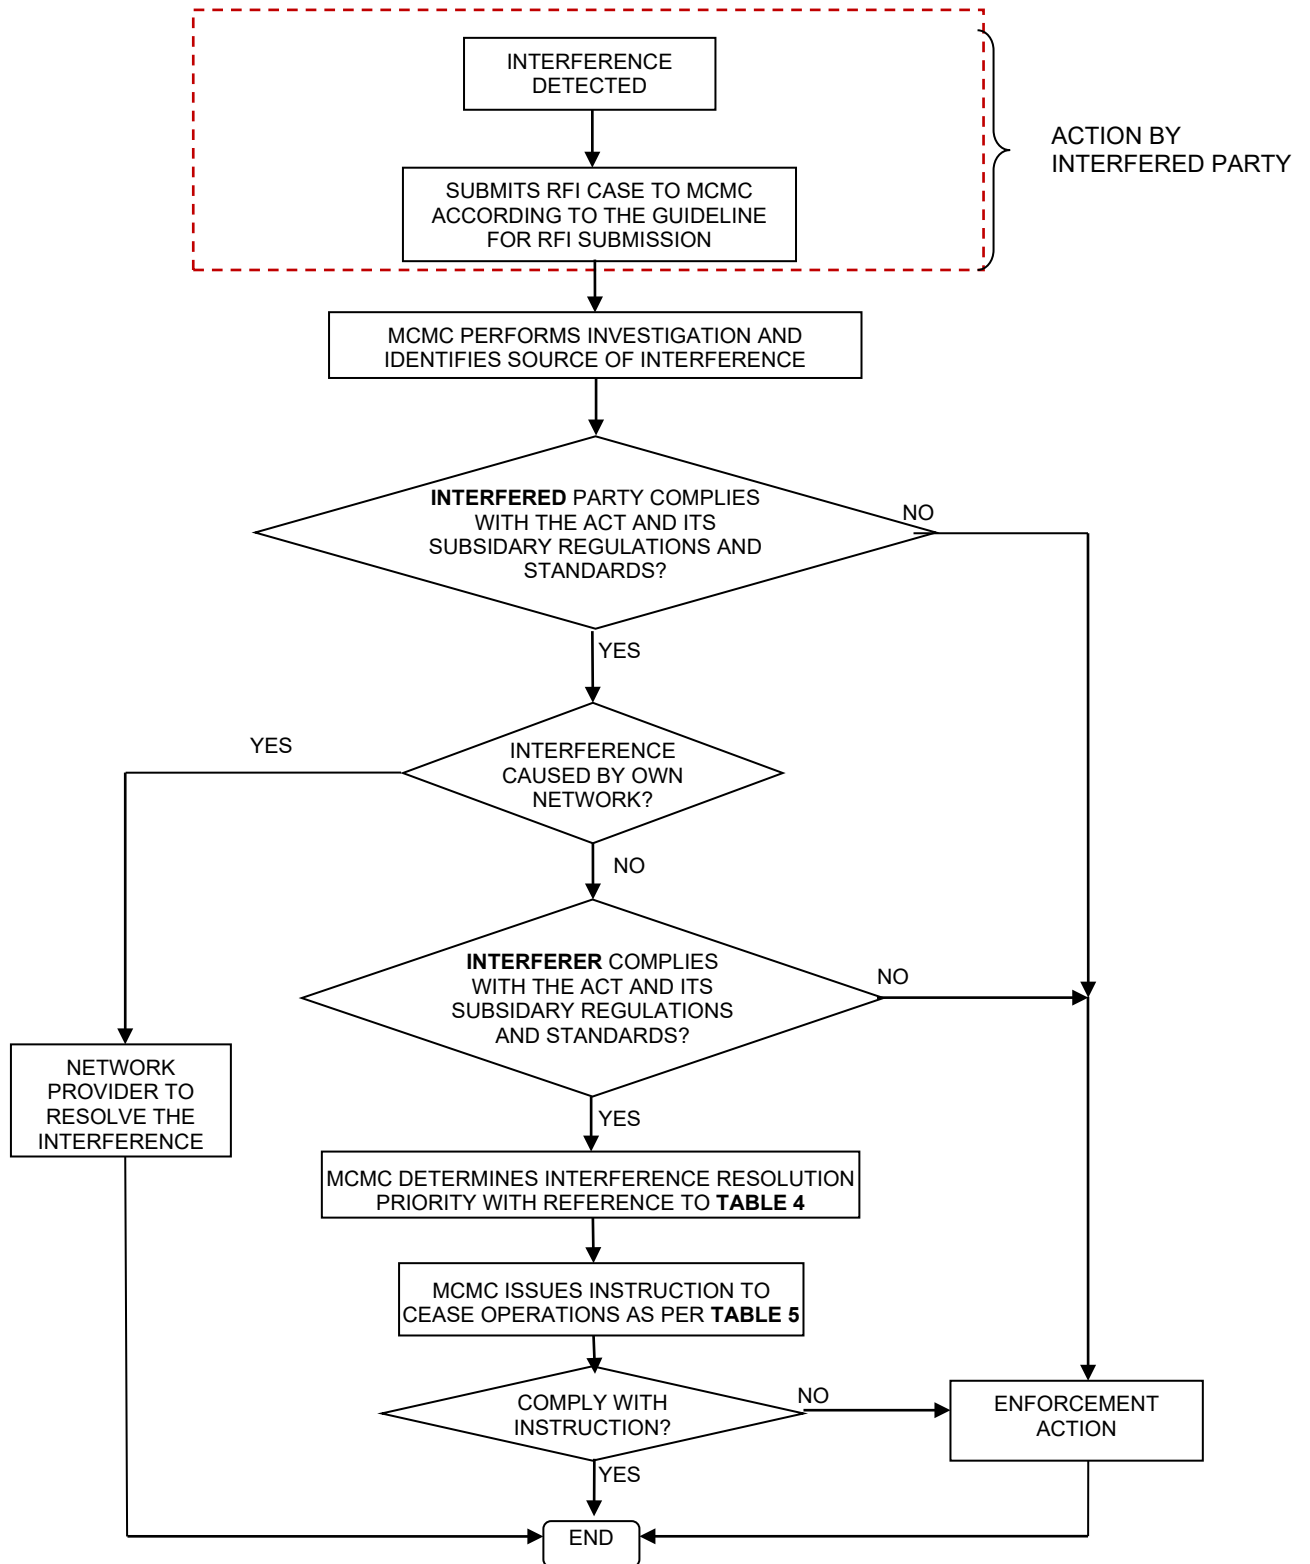 INTERFERENCE
DETECTED
ACTION BY
INTERFERED PARTY
SUBMITS RFI CASE TO MCMC
ACCORDING TO THE GUIDELINE
FOR RFI SUBMISSION
MCMC PERFORMS INVESTIGATION AND
IDENTIFIES SOURCE OF INTERFERENCE
INTERFERED PARTY COMPLIES
WITH THE ACT AND ITS
SUBSIDARY REGULATIONS AND
STANDARDS?
NO
YES
YES
INTERFERENCE
CAUSED BY OWN
NETWORK?
NO
INTERFERER COMPLIES
WITH THE ACT AND ITS
SUBSIDARY REGULATIONS
AND STANDARDS?
NO
NETWORK
PROVIDER TO
RESOLVE THE
INTERFERENCE
YES
MCMC DETERMINES INTERFERENCE RESOLUTION
PRIORITY WITH REFERENCE TO TABLE 4
MCMC ISSUES INSTRUCTION TO
CEASE OPERATIONS AS PER TABLE 5
COMPLY WITH
INSTRUCTION?
NO
ENFORCEMENT
ACTION
YES
END